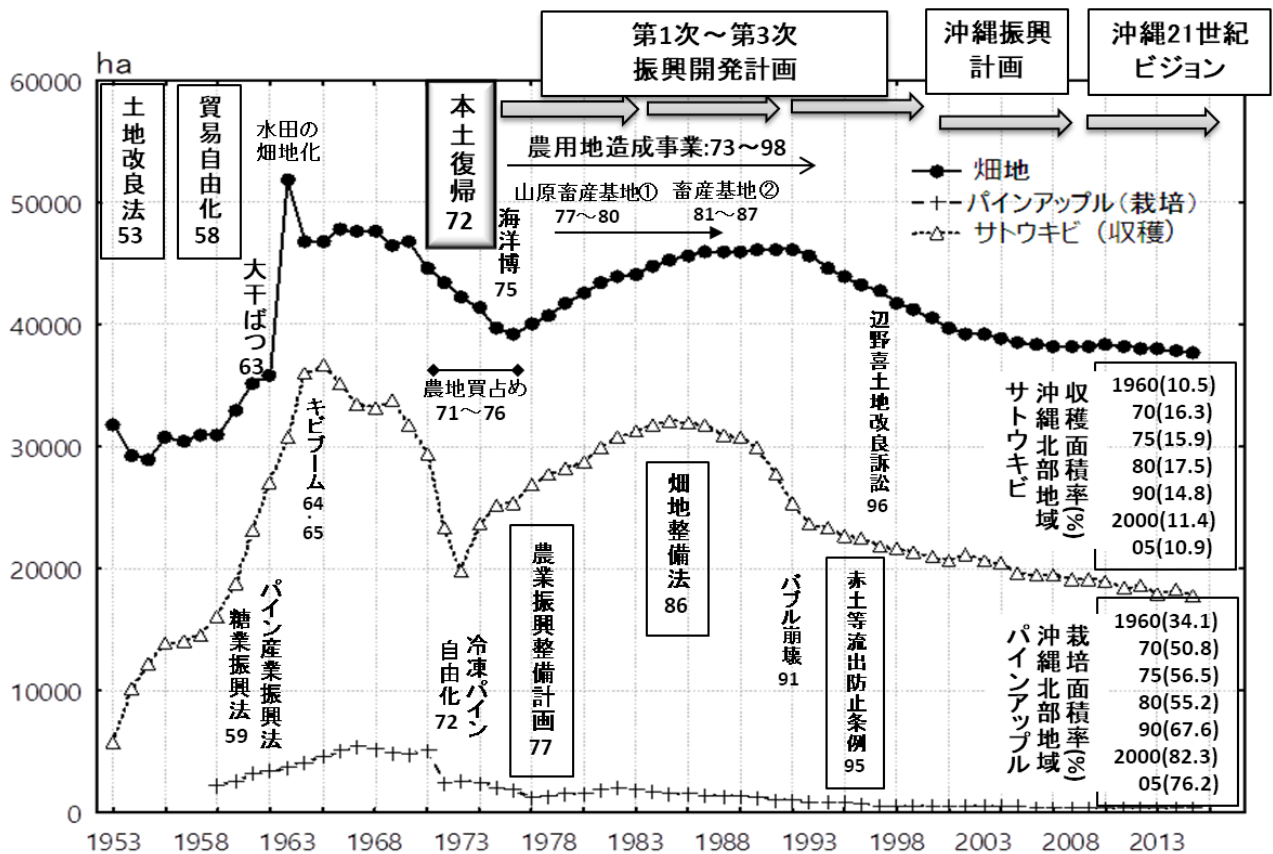 第1次～第3次
振興開発計画
沖縄振興
計画
沖縄21世紀
ビジョン
ha
60000
50000
40000
30000
20000
10000
0
土地改良法
53
貿易自由化
58
水田の
畑地化
本土復帰
72
農用地造成事業:73～98
山原畜産基地①
77～80
畜産基地②
81～87
海洋博
75
畑地
パインアップル(栽培)
サトウキビ (収穫)
大干ばつ
63
キビブーム
64
・
65
農地買占め
71～76
辺野喜土地改良訴訟
96
パイン産業振興法
糖業振興法
59
冷凍パイン
自由化
72
農業振興整備計画
77
畑地整備法
86
バブル崩壊
91
赤土等流出防止条例
95
収穫面積率(%)
沖縄北部地域
サトウキビ
1960(10.5)
70(16.3)
75(15.9)
80(17.5)
90(14.8)
2000(11.4)
05(10.9)
栽培面積率(%)
沖縄北部地域
パインアップル
1960(34.1)
70(50.8)
75(56.5)
80(55.2)
90(67.6)
2000(82.3)
05(76.2)
1953 1958 1963 1968 1973 1978 1983 1988 1993 1998 2003 2008 2013